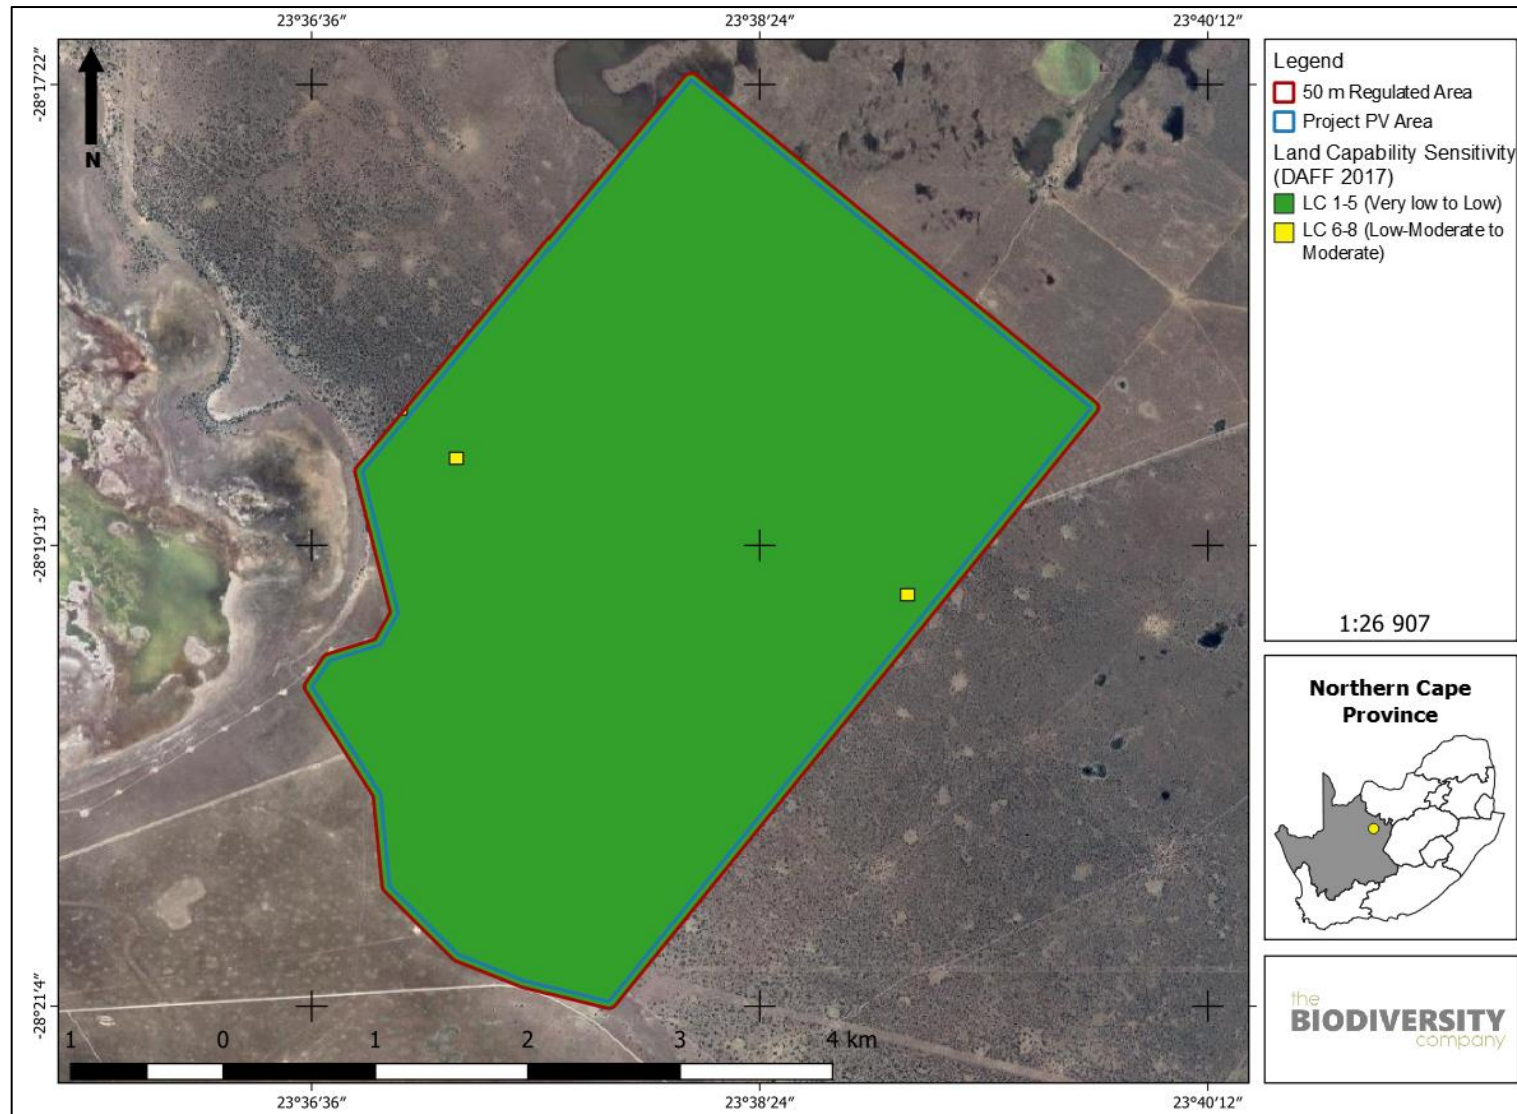 23°36′36″
23°38′24″
23°40′12″
-28°17′22″
-28°19′13″
-28°21′4″
N
1 0 1 2 3 4 km
23°36′36″
23°38′24″
23°40′12″
Legend
50 m Regulated Area
Project PV Area
Land Capability Sensitivity
(DAFF 2017)
LC 1-5 (Very low to Low)
LC 6-8 (Low-Moderate to
Moderate)
1:26 907
Northern Cape
Province
the
BIODIVERSITY
company